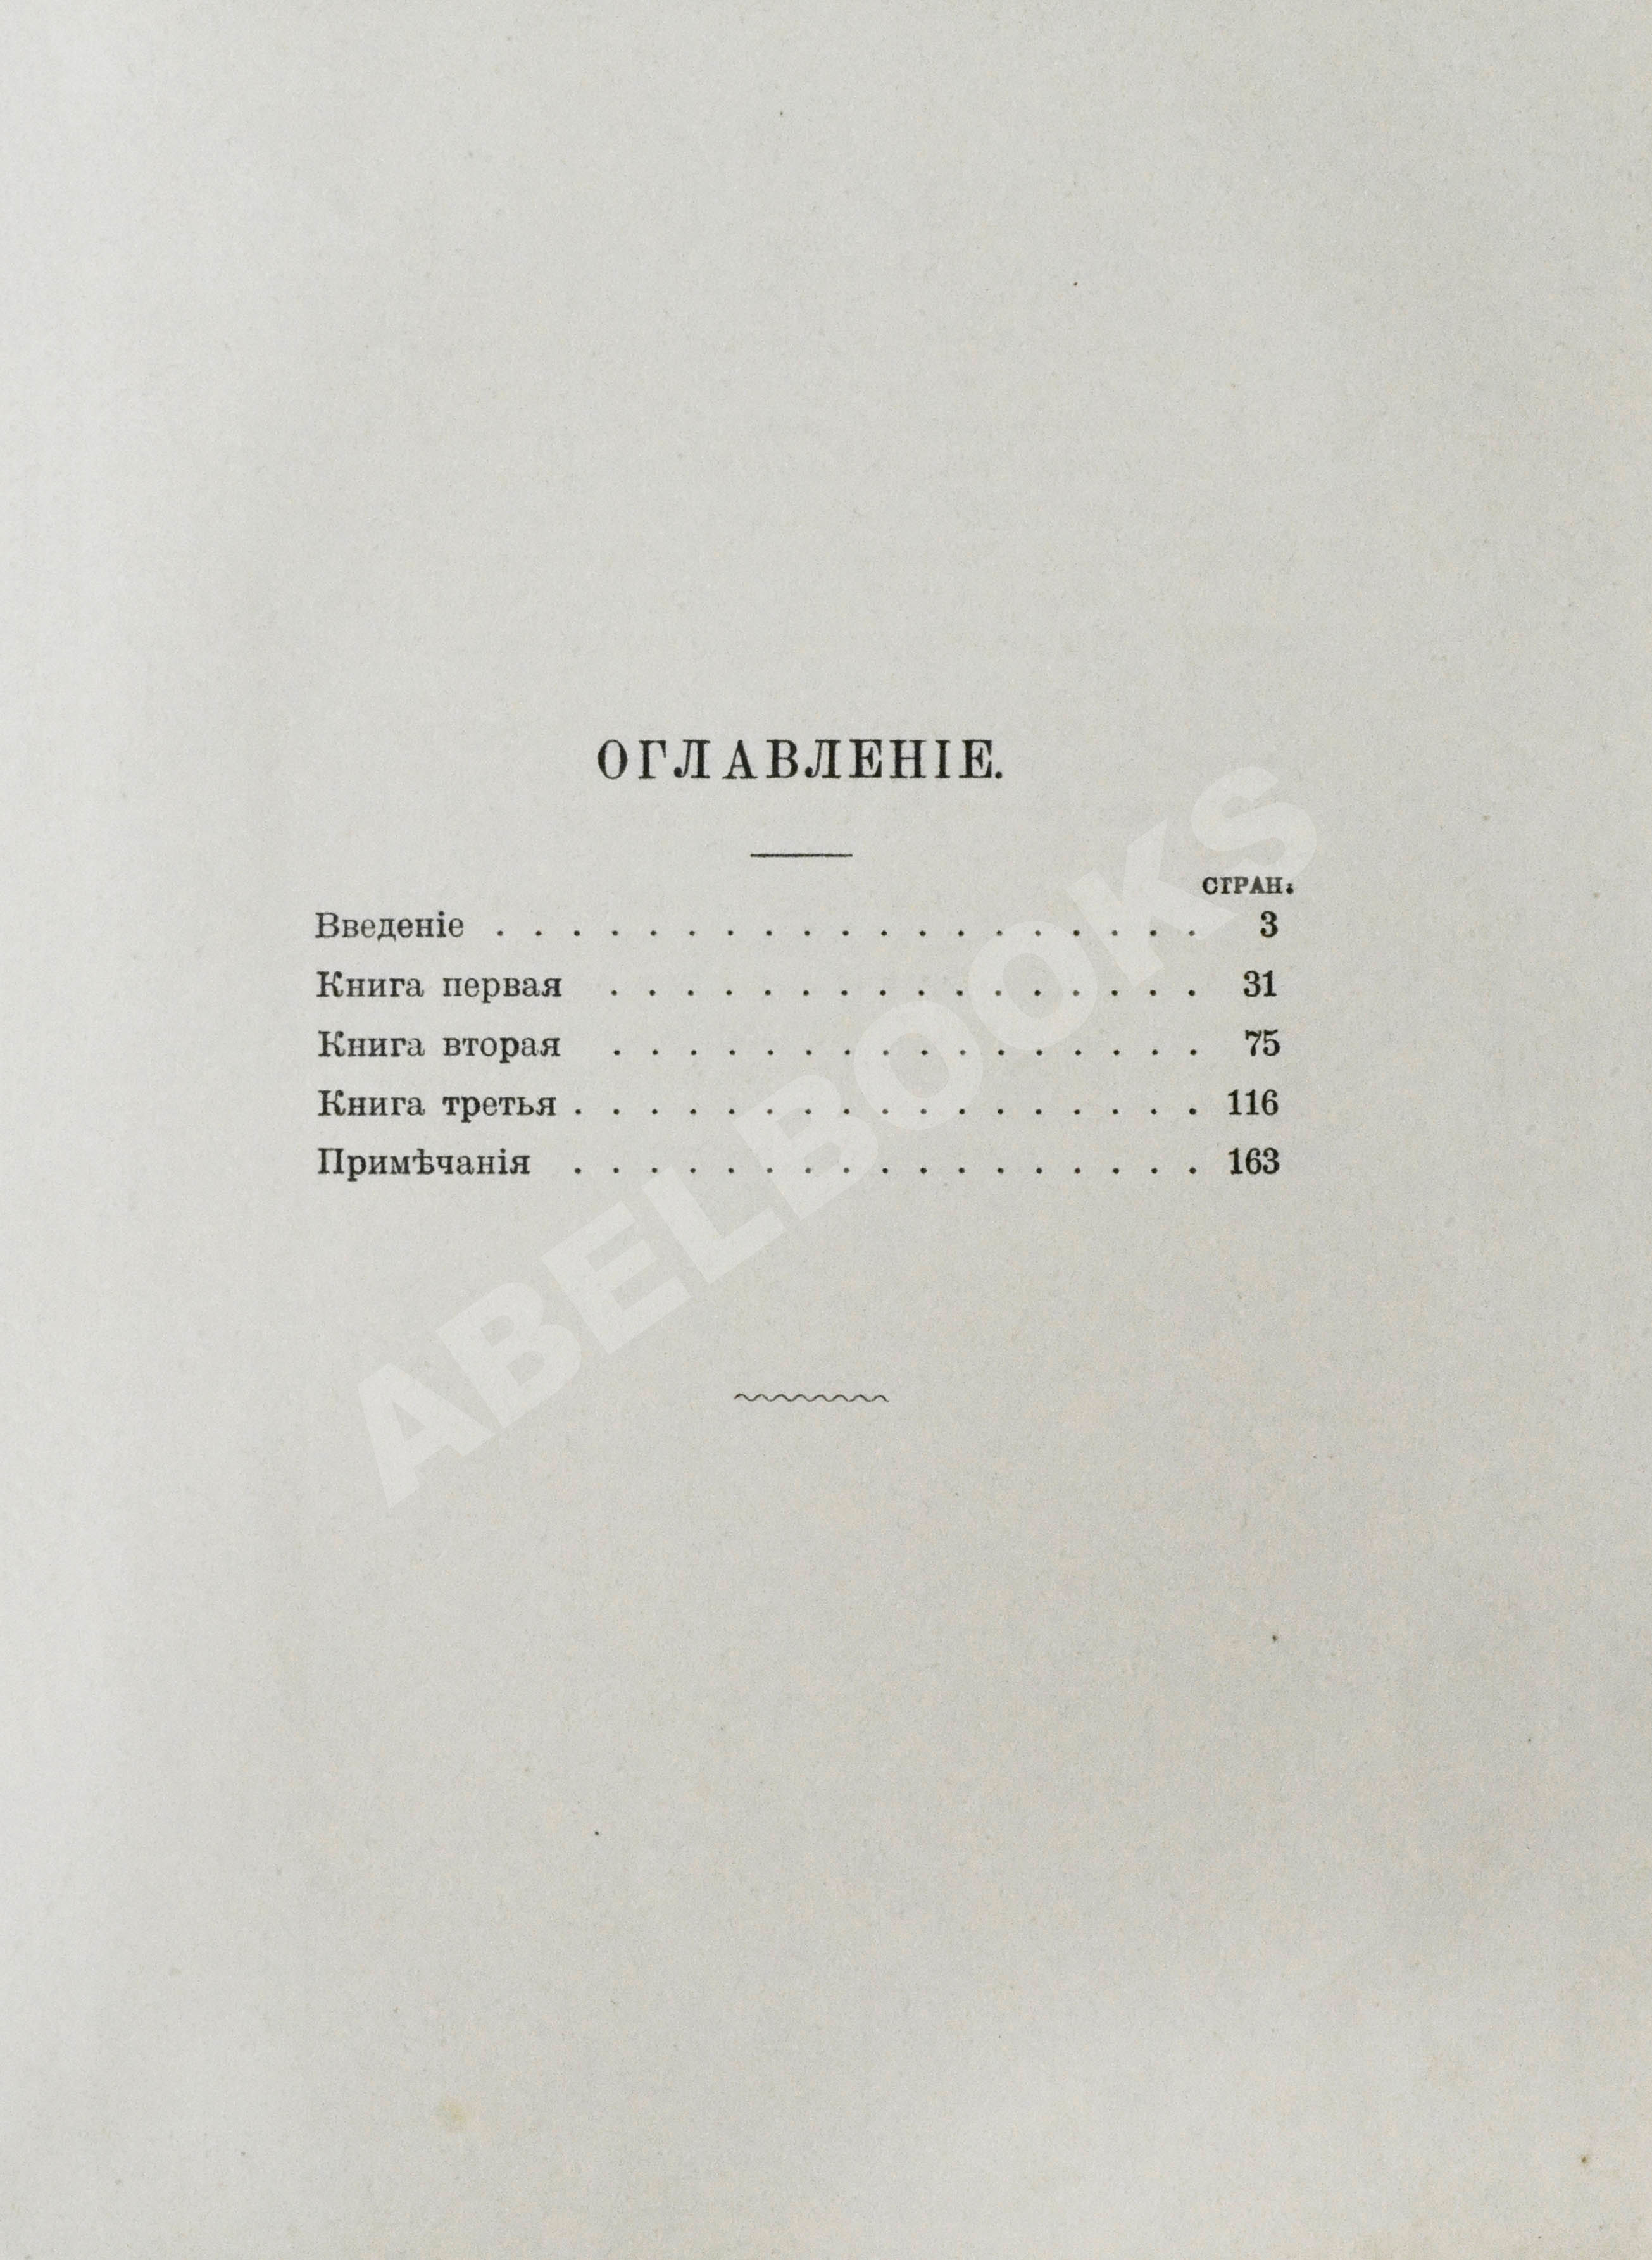 ОГЛАВЛЕНІЕ.
СТРАН.
Введеніе . . . . . . . . . . . . . . . . . . . 3
Книга первая . . . . . . . . . . . . . . . . 31
Книга вторая . . . . . . . . . . . . . . . . 75
Книга третья . . . . . . . . . . . . . . . . . 116
Примѣчанія . . . . . . . . . . . . . . . . . 163
ABELBOOKS